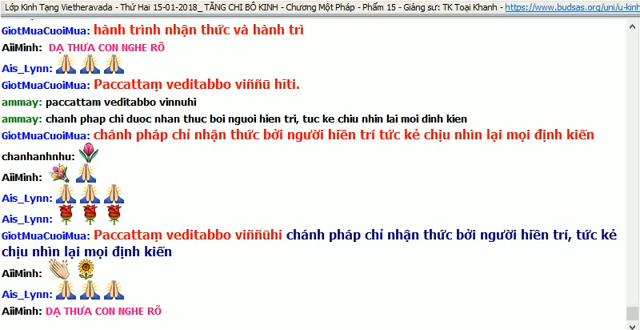 Lớp Kinh Tạng Vietheravada - Thứ Hai 15-01-2018_ TĂNG CHI BỘ KINH - Chương Một Pháp - Phẩm 15 - Giảng sư: TK Toại Khanh - https://www.budsas.org/uni/u-kinh
GiotMuaCuoiMua: hành trình nhận thức và hành trì
AiiMinh: DẠ THƯA CON NGHE RÕ
Ais_Lynn:
GiotMuaCuoiMua: Paccattaṃ veditabbo viññū hīti.
ammay: paccattam veditabbo vinnuhi
ammay: chanh phap chi duoc nhan thuc boi nguoi hien tri, tuc ke chiu nhin lai moi dinh kien
GiotMuaCuoiMua: chánh pháp chỉ nhận thức bởi người hiền trí tức kẻ chịu nhìn lại mọi định kiến
chanhanhnhu:
AiiMinh:
Ais_Lynn:
Ais_Lynn:
GiotMuaCuoiMua: Paccattaṃ veditabbo viññūhi chánh pháp chỉ nhận thức bởi người hiền trí, tức kẻ
chịu nhìn lại mọi định kiến
AiiMinh:
Ais_Lynn:
AiiMinh: DẠ THƯA CON NGHE RÕ